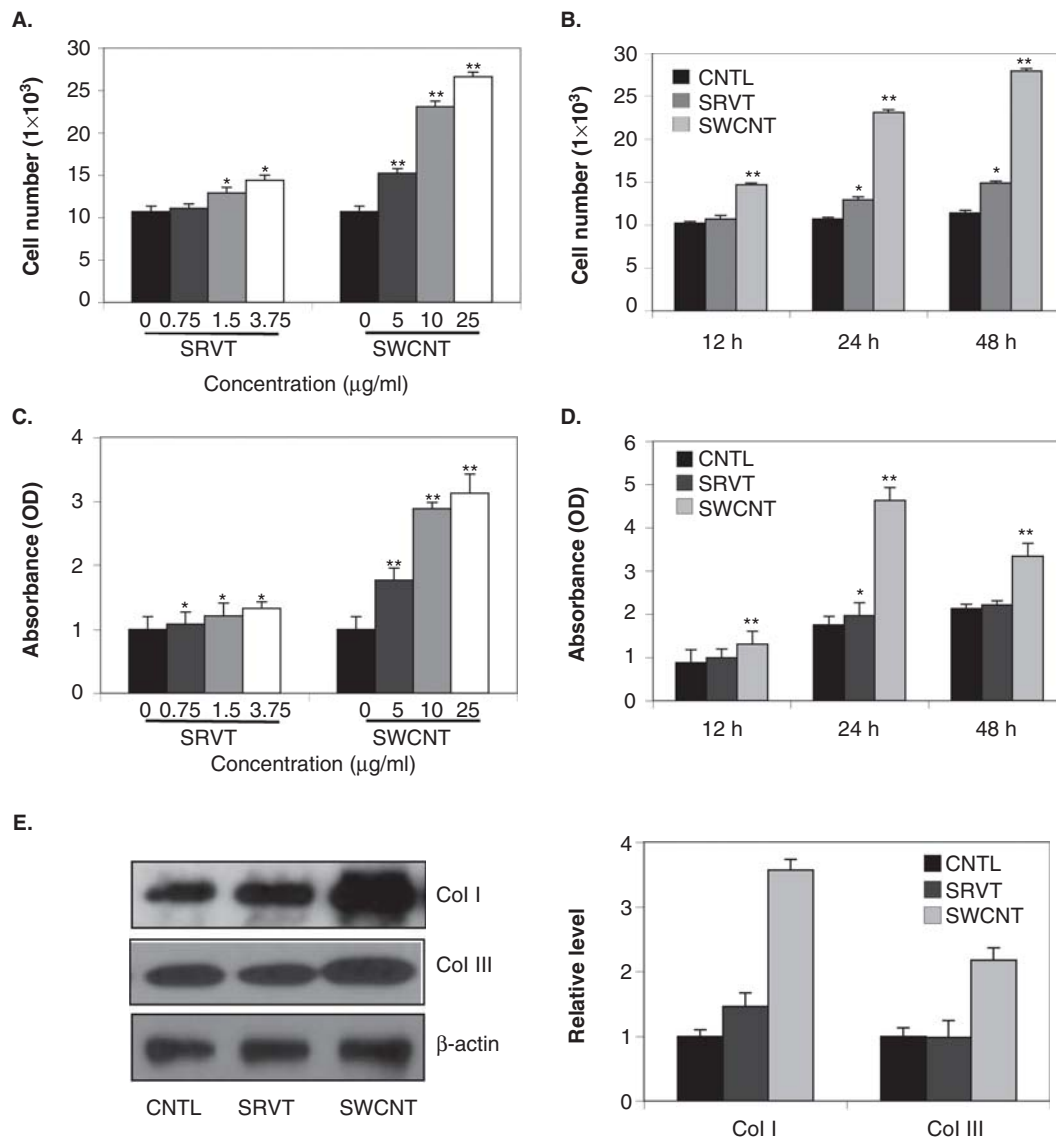 A.
Cell number (1×10³)
30
25
20
15
10
5
0
*
*
**
**
**
0 0.75 1.5 3.75
0 5 10 25
SRVT
SWCNT
Concentration (μg/ml)
B.
Cell number (1×10³)
30
25
20
15
10
5
0
CNTL
SRVT
SWCNT
**
*
**
*
**
12 h
24 h
48 h
C.
Absorbance (OD)
4
3
2
1
0
*
*
*
**
**
**
0 0.75 1.5 3.75
0 5 10 25
SRVT
SWCNT
Concentration (μg/ml)
D.
Absorbance (OD)
6
5
4
3
2
1
0
CNTL
SRVT
SWCNT
**
*
**
**
12 h
24 h
48 h
E.
Col I
Col III
β-actin
CNTL
SRVT
SWCNT
Relative level
4
3
2
1
0
CNTL
SRVT
SWCNT
Col I
Col III